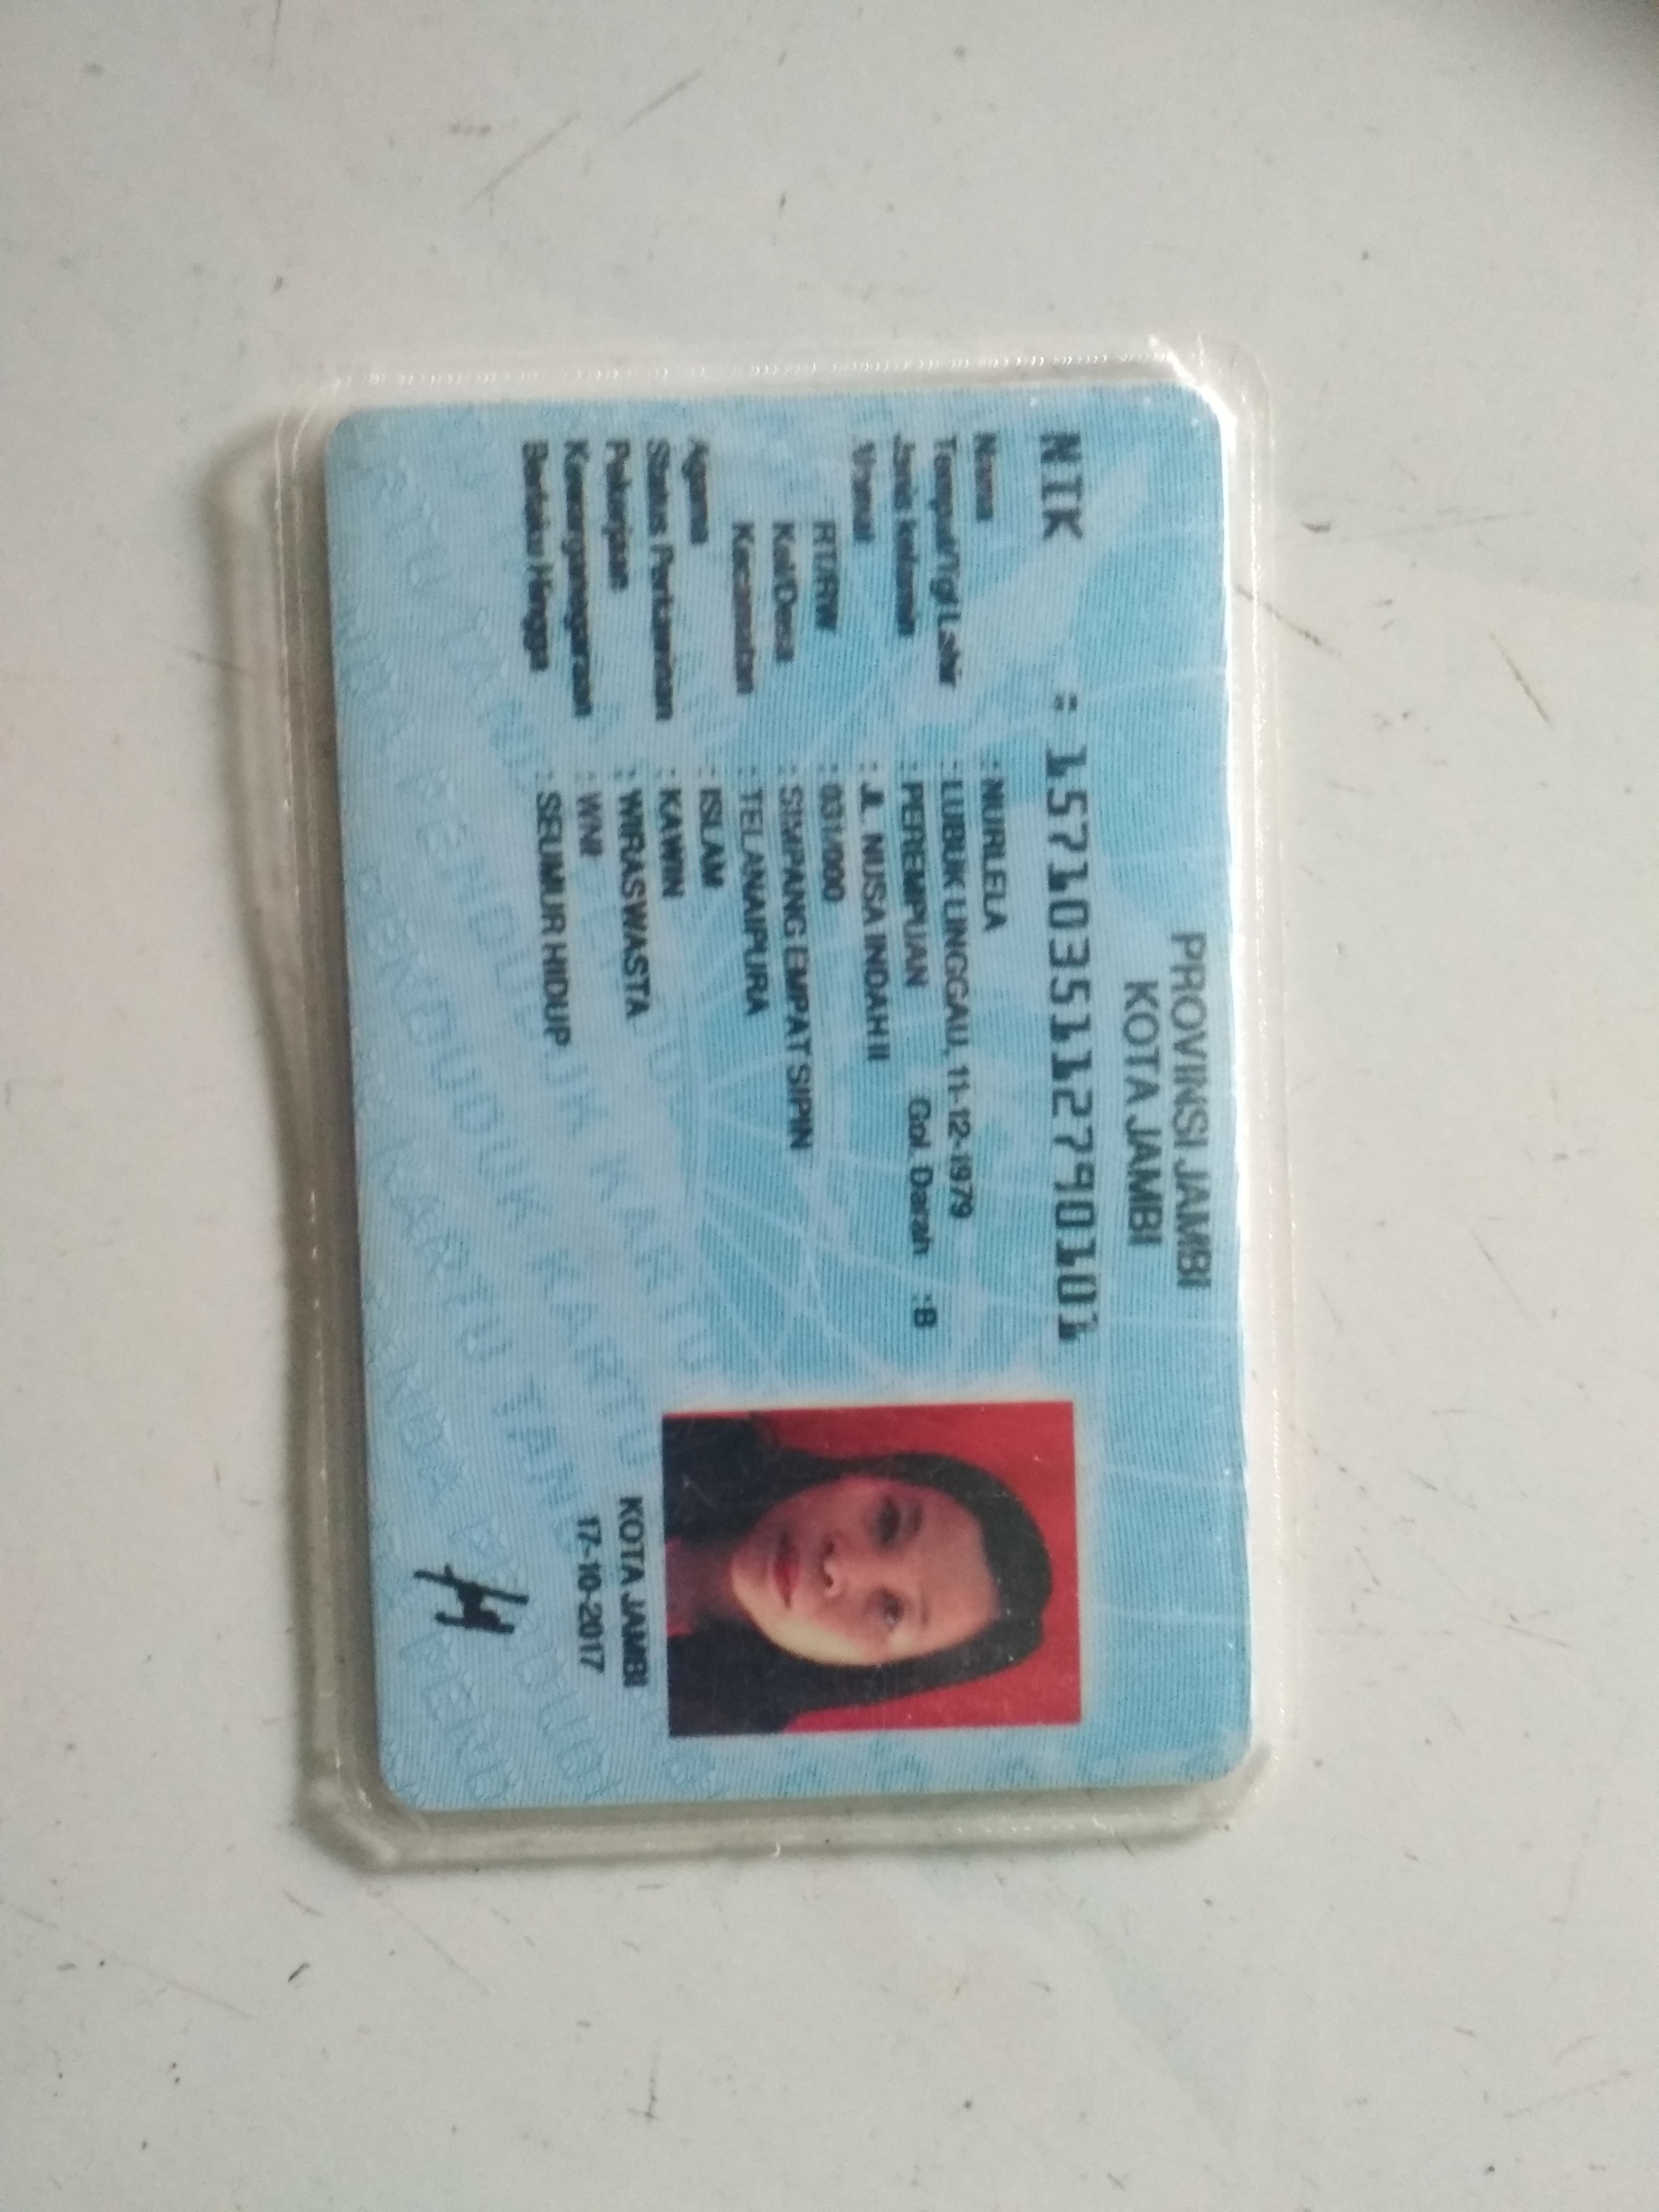 PROVINSI JAMBI
KOTA JAMBI
NIK : 1571035112790101
Nama : NURLELA
Tempat/Tgl Lahir : LUBUK LINGGAU, 11-12-1979
Jenis kelamin : PEREMPUAN Gol. Darah : B
Alamat : JL. NUSA INDAH II
RT/RW : 031/000
Kel/Desa : SIMPANG EMPAT SIPIN
Kecamatan : TELANAIPURA
Agama : ISLAM
Status Perkawinan : KAWIN
Pekerjaan : WIRASWASTA
Kewarganegaraan : WNI
Berlaku Hingga : SEUMUR HIDUP
KOTA JAMBI
17-10-2017